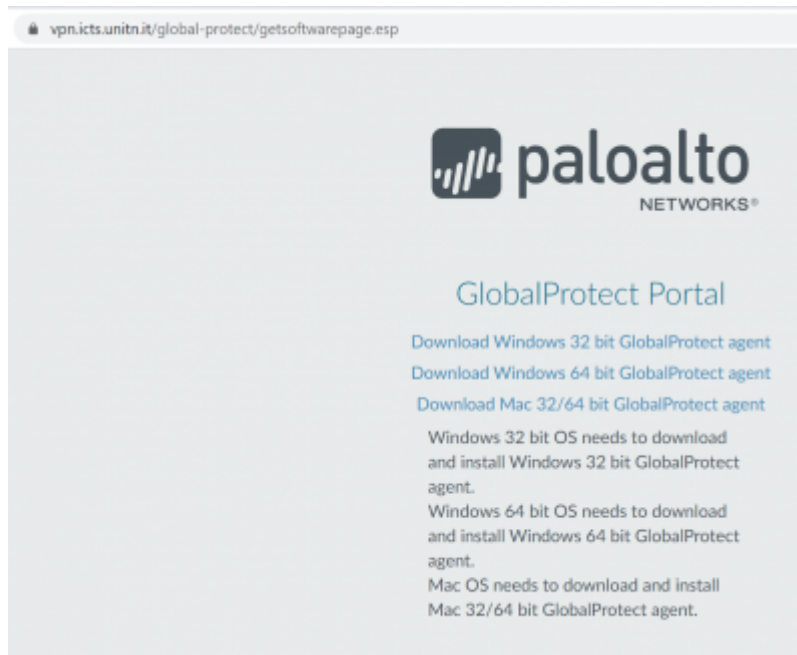 vpn.icts.unitn.it/global-protect/getsoftwarepage.esp
paloalto
NETWORKS®
GlobalProtect Portal
Download Windows 32 bit GlobalProtect agent
Download Windows 64 bit GlobalProtect agent
Download Mac 32/64 bit GlobalProtect agent
Windows 32 bit OS needs to download
and install Windows 32 bit GlobalProtect
agent.
Windows 64 bit OS needs to download
and install Windows 64 bit GlobalProtect
agent.
Mac OS needs to download and install
Mac 32/64 bit GlobalProtect agent.